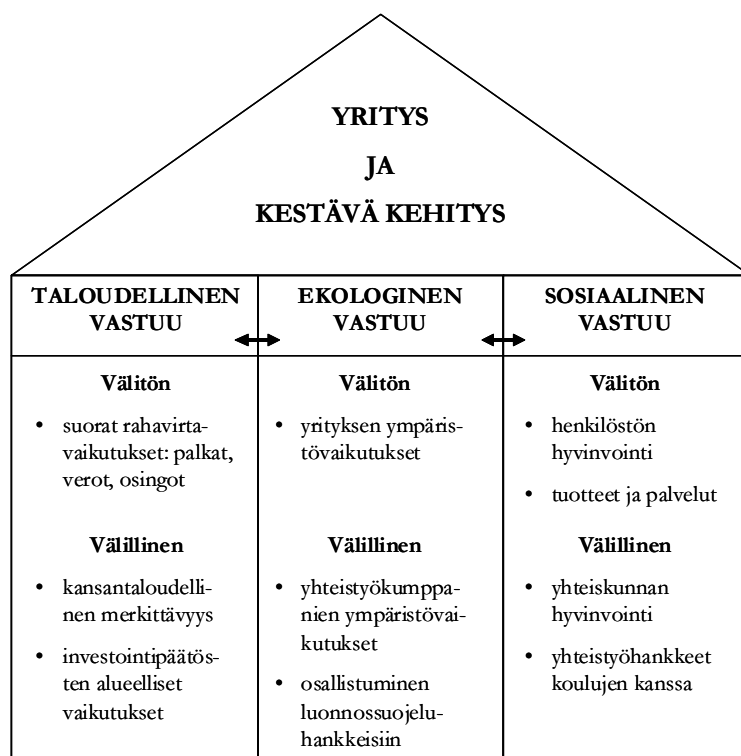 YRITYS
JA
KESTÄVÄ KEHITYS
TALOUDELLINEN
VASTUU
EKOLOGINEN
VASTUU
SOSIAALINEN
VASTUU
Välitön
• suorat rahavirta-
vaikutukset: palkat,
verot, osingot
Välillinen
• kansantaloudelli-
nen merkittävyys
• investointipäätös-
ten alueelliset
vaikutukset
Välitön
• yrityksen ympäris-
tövaikutukset
Välillinen
• yhteistyökumppa-
nien ympäristövai-
kutukset
• osallistuminen
luonnossuojelu-
hankkeisiin
Välitön
• henkilöstön
hyvinvointi
• tuotteet ja palvelut
Välillinen
• yhteiskunnan
hyvinvointi
• yhteistyöhankkeet
koulujen kanssa